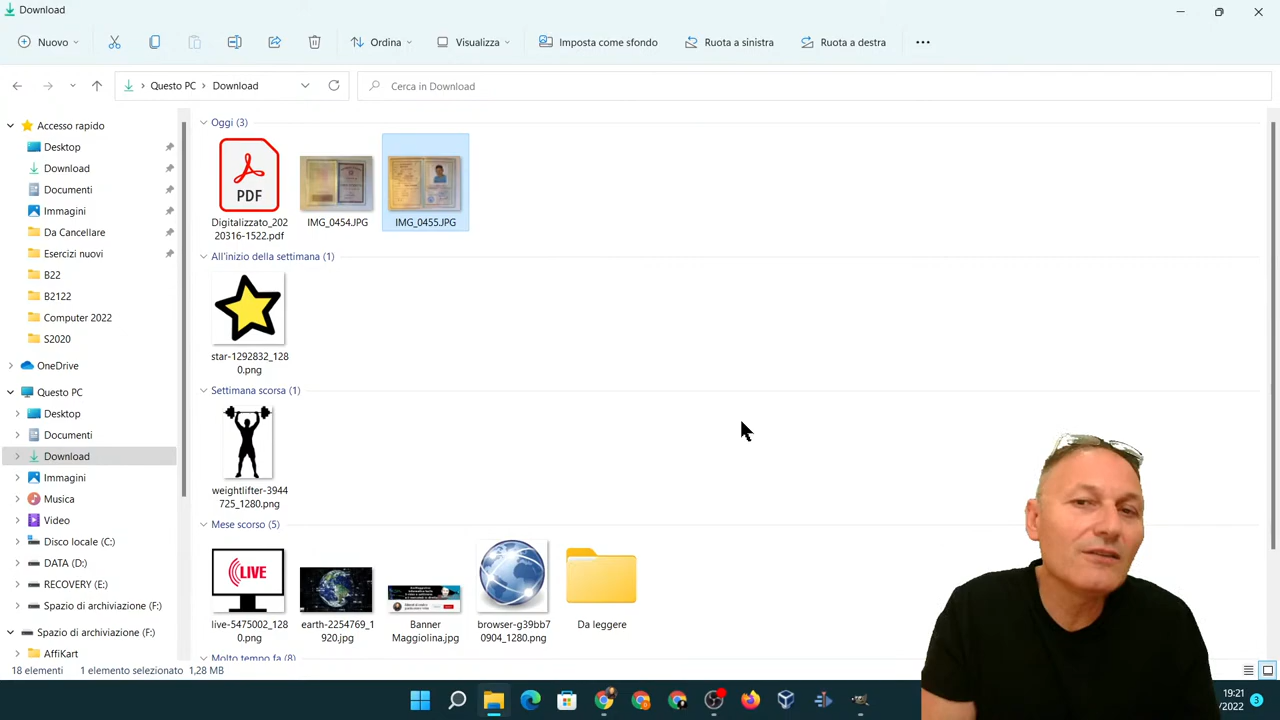 Download
Nuovo
Ordina
Visualizza
Imposta come sfondo
Ruota a sinistra
Ruota a destra
Questo PC
Download
Cerca in Download
Accesso rapido
Desktop
Download
Documenti
Immagini
Da Cancellare
Esercizi nuovi
B22
B2122
Computer 2022
S2020
OneDrive
Questo PC
Desktop
Documenti
Download
Immagini
Musica
Video
Disco locale (C:)
DATA (D:)
RECOVERY (E:)
Spazio di archiviazione (F:)
Spazio di archiviazione (F:)
AffiKart
Oggi (3)
PDF
Digitalizzato_202
20316-1522.pdf
IMG_0454.JPG
IMG_0455.JPG
All'inizio della settimana (1)
star-1292832_128
0.png
Settimana scorsa (1)
weightlifter-3944
725_1280.png
Mese scorso (5)
LIVE
live-5475002_128
0.png
earth-2254769_1
920.jpg
Banner
Maggiolina.jpg
browser-g39bb7
0904_1280.png
Da leggere
Molto tempo fa (8)
18 elementi
1 elemento selezionato
1,28 MB
19:21
/2022
3